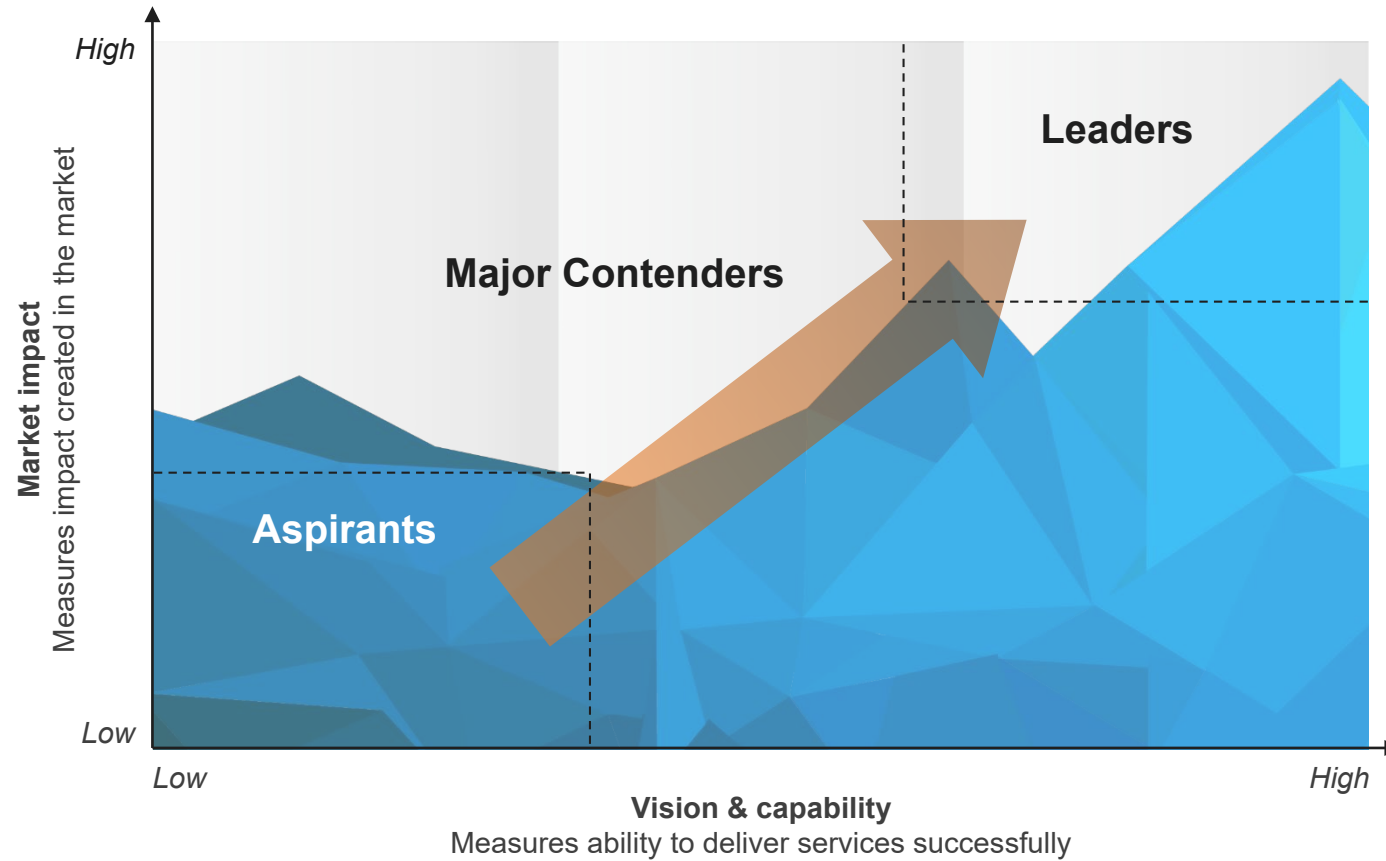 High
Leaders
Major Contenders
Market impact
Measures impact created in the market
Aspirants
Low
Low
High
Vision & capability
Measures ability to deliver services successfully